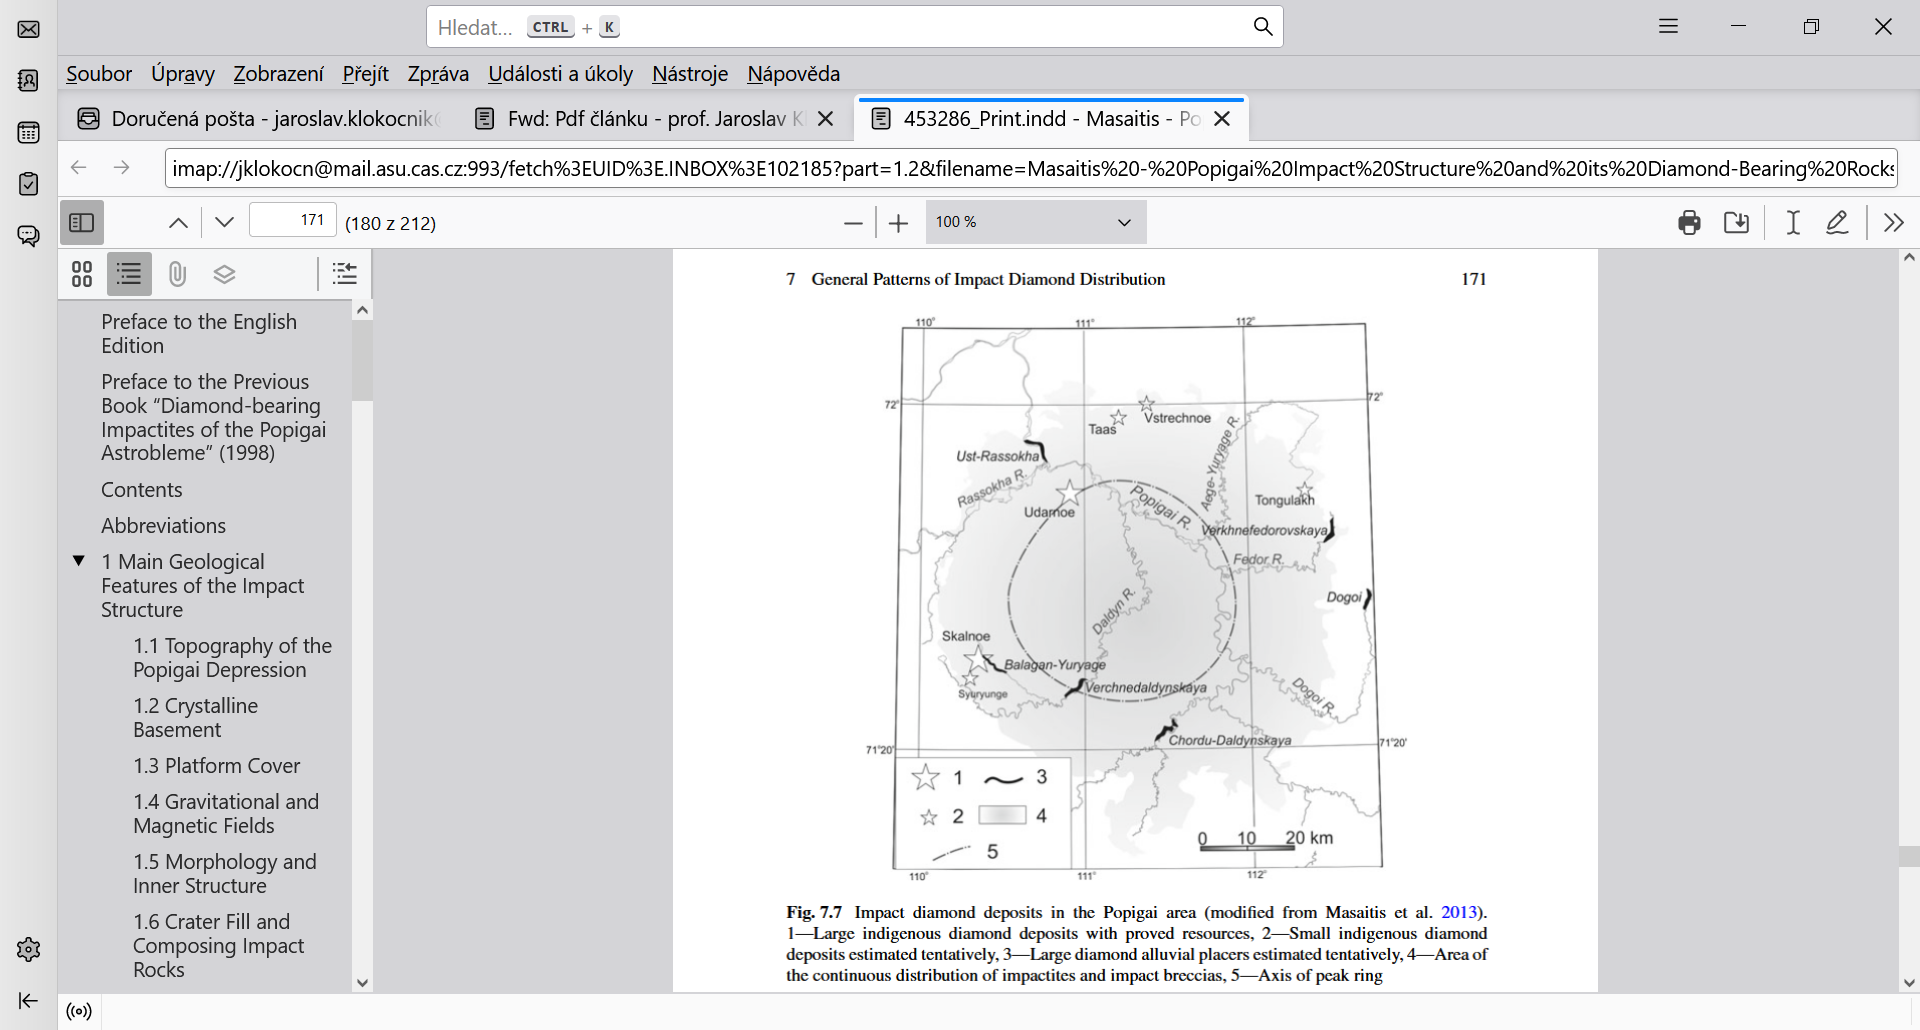 Hledat... CTRL + K
Soubor Úpravy Zobrazení Přejít Zpráva Události a úkoly Nástroje Nápověda
Doručená pošta - jaroslav.klokocnik
Fwd: Pdf článku - prof. Jaroslav K
453286_Print.indd - Masaitis - Po
imap://jklokocn@mail.asu.cas.cz:993/fetch%3EUID%3E.INBOX%3E102185?part=1.2&filename=Masaitis%20-%20Popigai%20Impact%20Structure%20and%20its%20Diamond-Bearing%20Rocks
171 (180 z 212)
100 %
Preface to the English
Edition
Preface to the Previous
Book “Diamond-bearing
Impactites of the Popigai
Astrobleme” (1998)
Contents
Abbreviations
1 Main Geological
Features of the Impact
Structure
1.1 Topography of the
Popigai Depression
1.2 Crystalline
Basement
1.3 Platform Cover
1.4 Gravitational and
Magnetic Fields
1.5 Morphology and
Inner Structure
1.6 Crater Fill and
Composing Impact
Rocks
7 General Patterns of Impact Diamond Distribution 171
110° 111° 112°
72° 72°
Taas
Vstrechnoe
Aege-Yuryage R.
Ust-Rassokha
Rassokha R.
Udarnoe
Popigai R.
Tongulakh
Verkhnefedorovskaya
Fedor R.
Dogoi
Daldyn R.
Skalnoe
Balagan-Yuryage
Syuryunge
Verchnedaldynskaya
Dogoi R.
Chordu-Daldynskaya
71°20' 71°20'
1 3
2 4
5
0 10 20 km
110° 111° 112°
Fig. 7.7 Impact diamond deposits in the Popigai area (modified from Masaitis et al. 2013).
1—Large indigenous diamond deposits with proved resources, 2—Small indigenous diamond
deposits estimated tentatively, 3—Large diamond alluvial placers estimated tentatively, 4—Area of
the continuous distribution of impactites and impact breccias, 5—Axis of peak ring